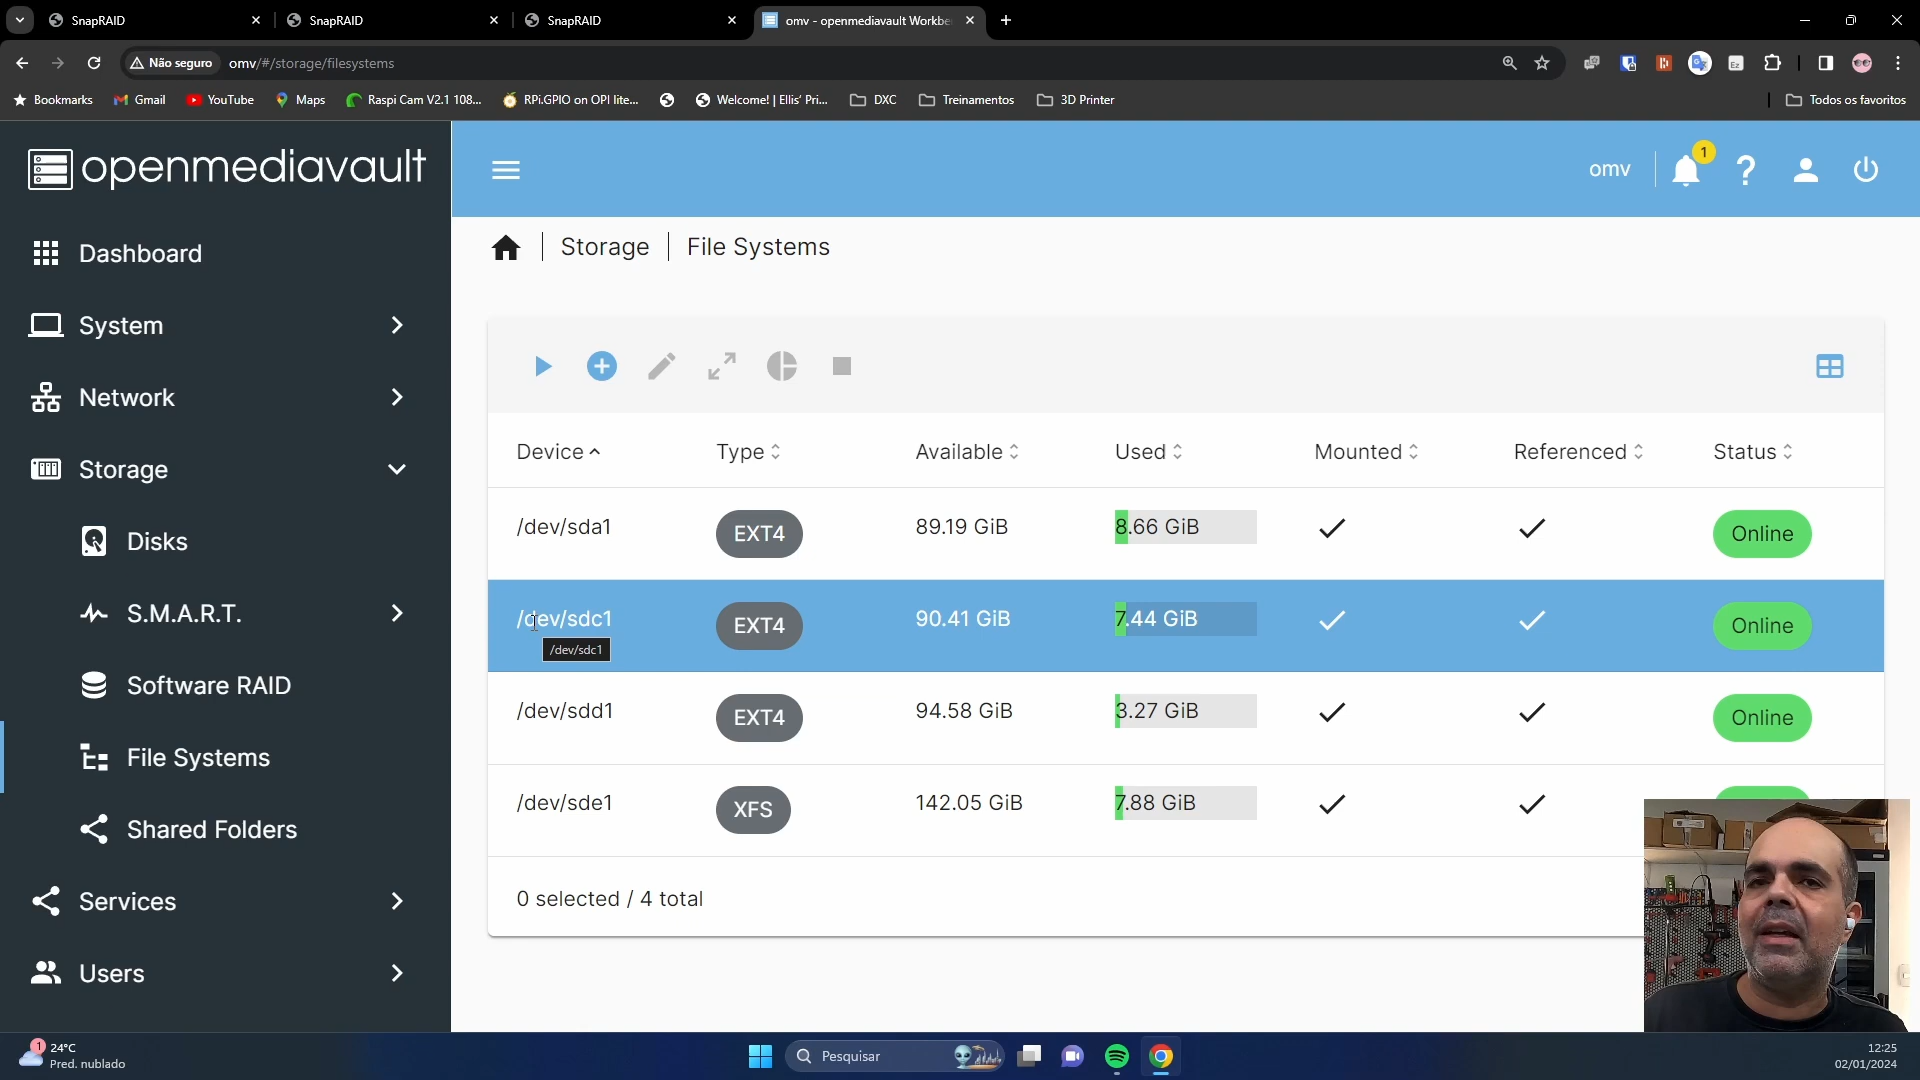 SnapRAID
SnapRAID
SnapRAID
omv - openmediavault Workbe
Não seguro
omv/#/storage/filesystems
Bookmarks
Gmail
YouTube
Maps
Raspi Cam V2.1 108...
RPi.GPIO on OPI lite...
Welcome! | Ellis' Pri...
DXC
Treinamentos
3D Printer
Todos os favoritos
openmediavault
omv
1
Dashboard
System
Network
Storage
Disks
S.M.A.R.T.
Software RAID
File Systems
Shared Folders
Services
Users
Storage | File Systems
Device Type Available Used Mounted Referenced Status
/dev/sda1 EXT4 89.19 GiB 8.66 GiB Online
/dev/sdc1 EXT4 90.41 GiB 7.44 GiB Online
/dev/sdc1
/dev/sdd1 EXT4 94.58 GiB 3.27 GiB Online
/dev/sde1 XFS 142.05 GiB 7.88 GiB
0 selected / 4 total
1
24°C
Pred. nublado
Pesquisar
12:25
02/01/2024